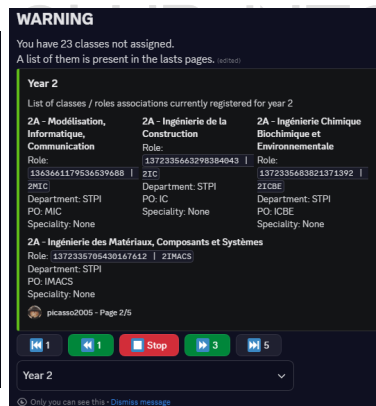 WARNING
You have 23 classes not assigned.
A list of them is present in the lasts pages. (edited)
Year 2
List of classes / roles associations currently registered for year 2
2A - Modélisation, Informatique, Communication
Role:
1363661179536539688 | 2MIC
Department: STPI
PO: MIC
Speciality: None
2A - Ingénierie de la Construction
Role:
1372335663298384043 | 2IC
Department: STPI
PO: IC
Speciality: None
2A - Ingénierie Chimique Biochimique et Environnementale
Role:
1372335683821371392 | 2ICBE
Department: STPI
PO: ICBE
Speciality: None
2A - Ingénierie des Matériaux, Composants et Systèmes
Role: 1372335705430167612 | 2IMACS
Department: STPI
PO: IMACS
Speciality: None
picasso2005 • Page 2/5
1 1 Stop 3 5
Year 2
Only you can see this • Dismiss message